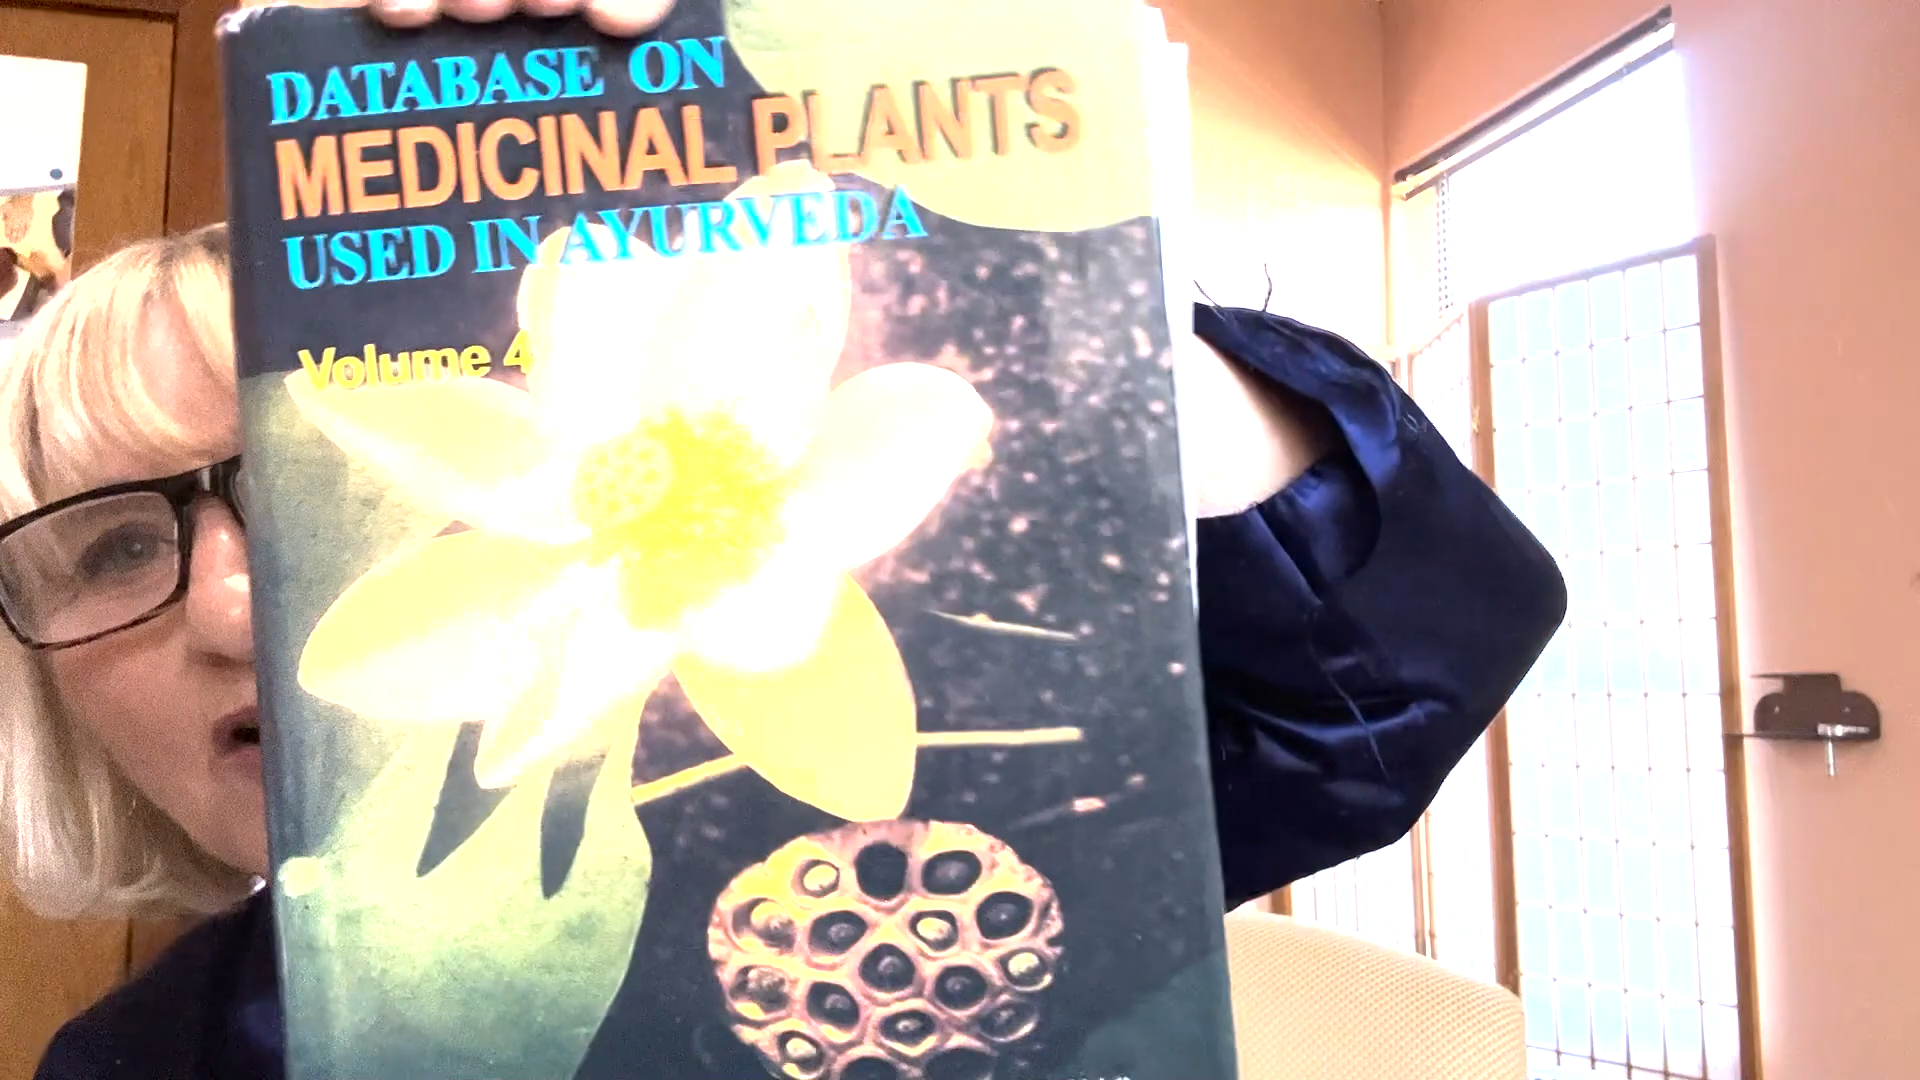 DATABASE ON
MEDICINAL PLANTS
USED IN AYURVEDA
Volume 4